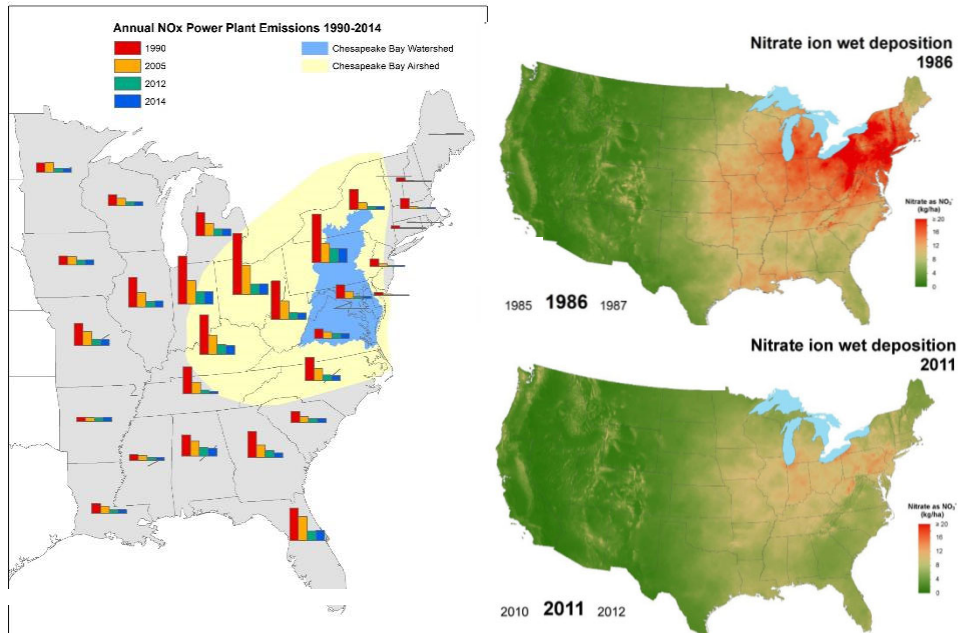 Annual NOx Power Plant Emissions 1990-2014
1990
2005
2012
2014
Chesapeake Bay Watershed
Chesapeake Bay Airshed
Nitrate ion wet deposition
1986
Nitrate as NO₃⁻
(kg/ha)
≥ 20
16
12
8
4
0
1985 1986 1987
Nitrate ion wet deposition
2011
Nitrate as NO₃⁻
(kg/ha)
≥ 20
16
12
8
4
0
2010 2011 2012